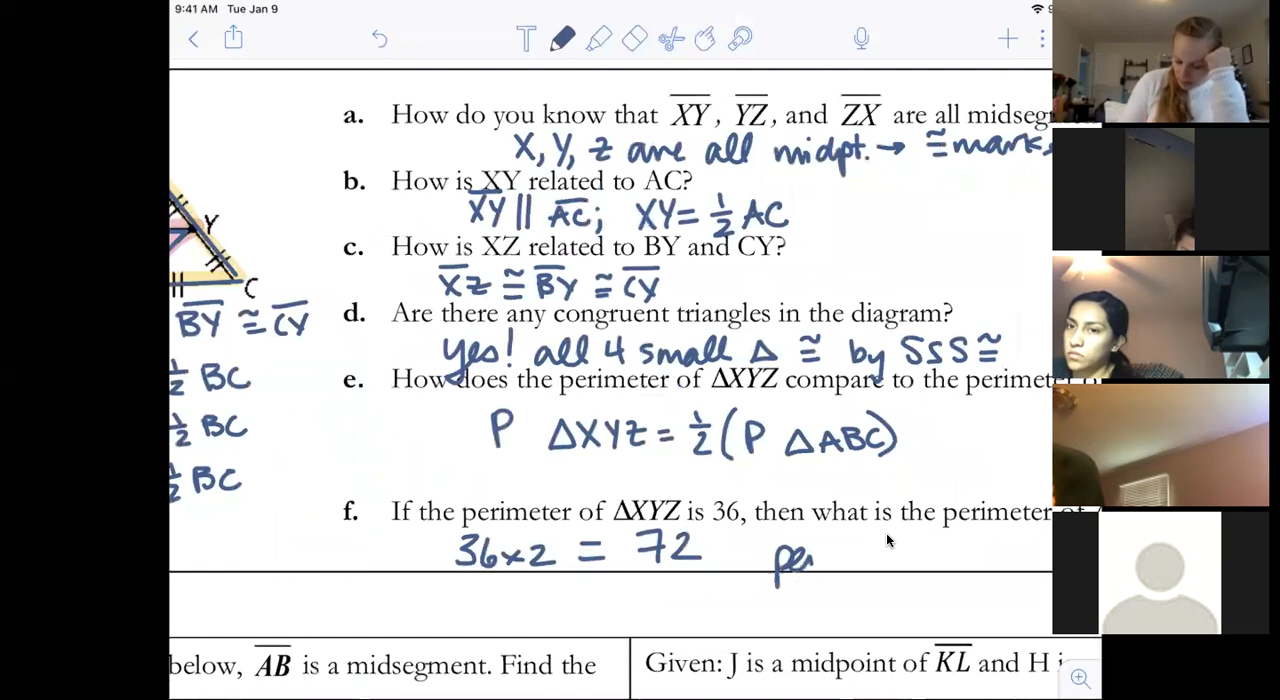 9:41 AM Tue Jan 9
a. How do you know that XY, YZ, and ZX are all midseg
X, Y, Z are all midpt. → ≅ marks
b. How is XY related to AC?
XY || AC; XY = 1/2 AC
c. How is XZ related to BY and CY?
XZ ≅ BY ≅ CY
Y
C
BY ≅ CY
d. Are there any congruent triangles in the diagram?
yes! all 4 small Δ ≅ by SSS ≅
1/2 BC
e. How does the perimeter of ΔXYZ compare to the perimeter of
1/2 BC
P ΔXYZ = 1/2 (P ΔABC)
1/2 BC
f. If the perimeter of ΔXYZ is 36, then what is the perimeter of
36 x 2 = 72 per
below, AB is a midsegment. Find the
Given: J is a midpoint of KL and H i